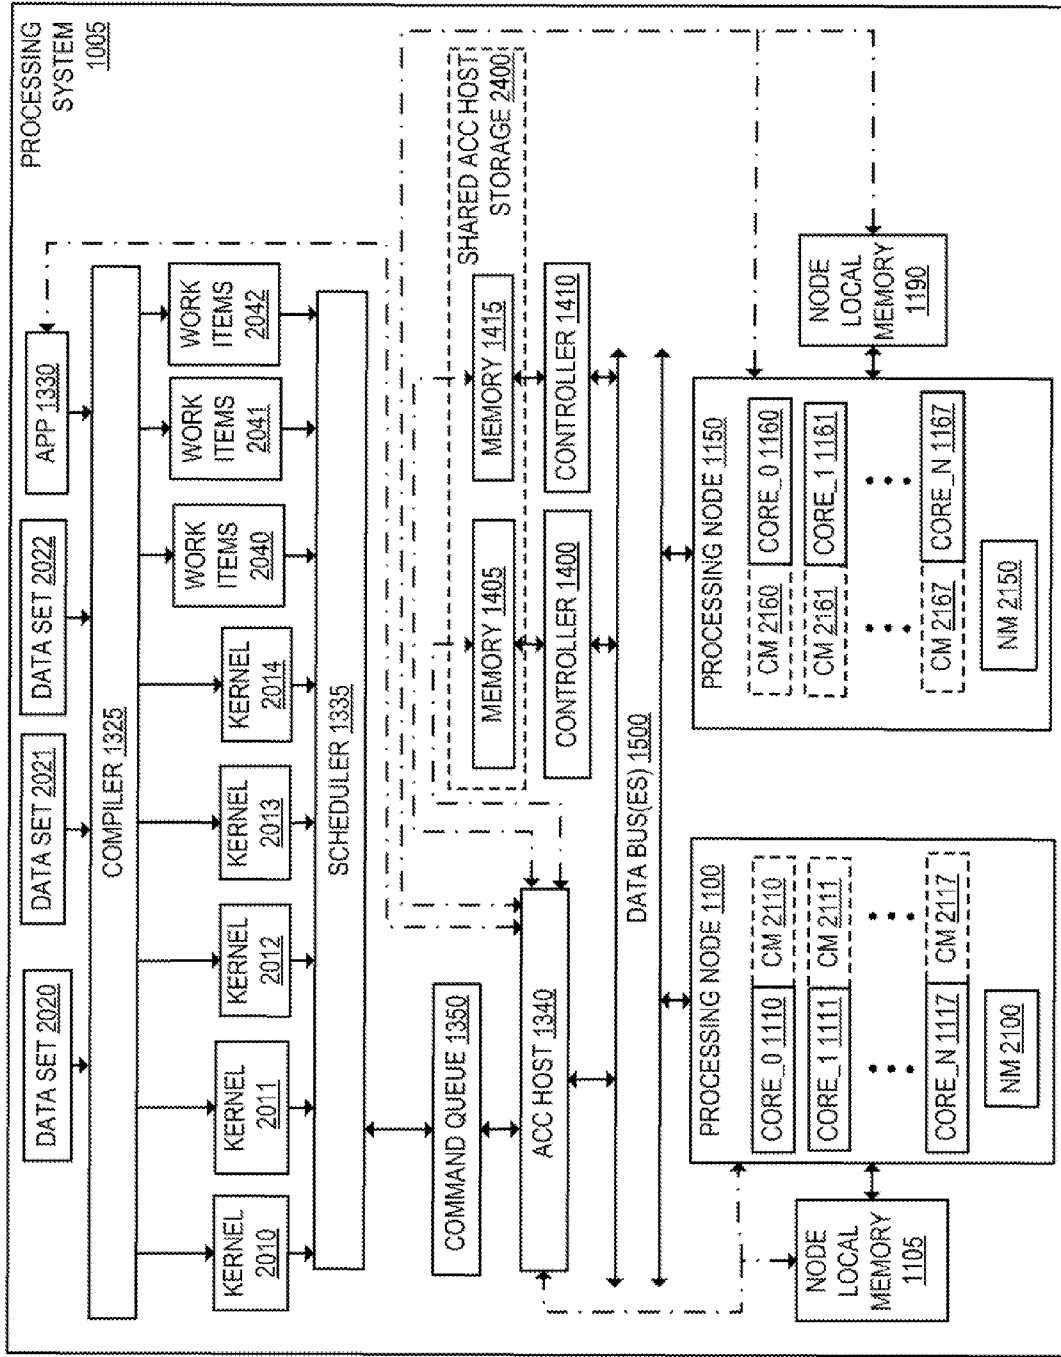 PROCESSING
SYSTEM
1005
DATA SET 2020
DATA SET 2021
DATA SET 2022
APP 1330
COMPILER 1325
KERNEL
2010
KERNEL
2011
KERNEL
2012
KERNEL
2013
KERNEL
2014
WORK
ITEMS
2040
WORK
ITEMS
2041
WORK
ITEMS
2042
SCHEDULER 1335
COMMAND QUEUE 1350
ACC HOST 1340
SHARED ACC HOST
STORAGE 2400
MEMORY 1405
MEMORY 1415
CONTROLLER 1400
CONTROLLER 1410
DATA BUS(ES) 1500
NODE
LOCAL
MEMORY
1105
PROCESSING NODE 1100
CORE_0 1110
CM 2110
CORE_1 1111
CM 2111
CORE_N 1117
CM 2117
NM 2100
PROCESSING NODE 1150
CM 2160
CORE_0 1160
CM 2161
CORE_1 1161
CM 2167
CORE_N 1167
NM 2150
NODE
LOCAL
MEMORY
1190